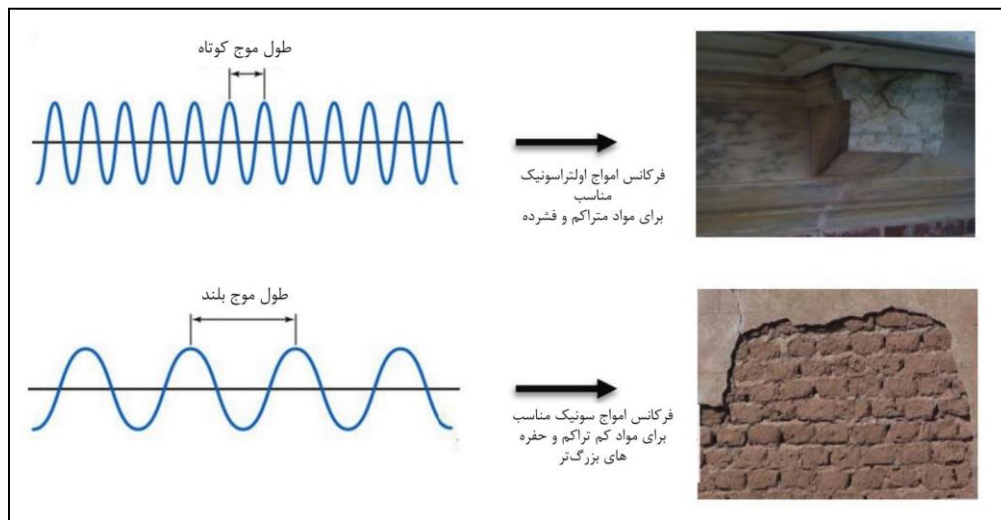 طول موج کوتاه
فرکانس امواج اولتراسونیک
مناسب
برای مواد متراکم و فشرده
طول موج بلند
فرکانس امواج سونیک مناسب
برای مواد کم تراکم و حفره
های بزرگ‌تر